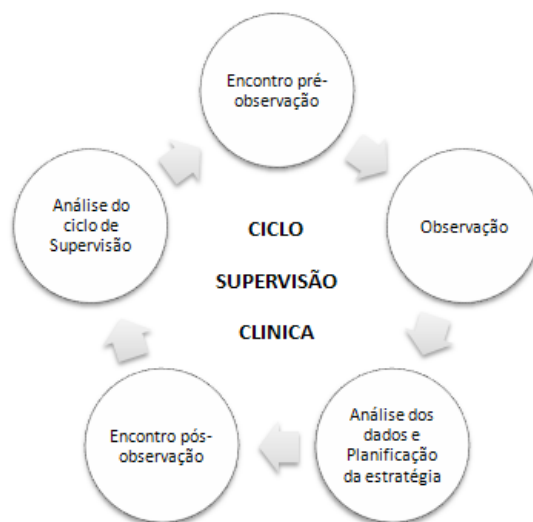 Encontro pré-
observação
Observação
Análise dos
dados e
Planificação
da estratégia
Encontro pós-
observação
Análise do
ciclo de
Supervisão
CICLO
SUPERVISÃO
CLINICA